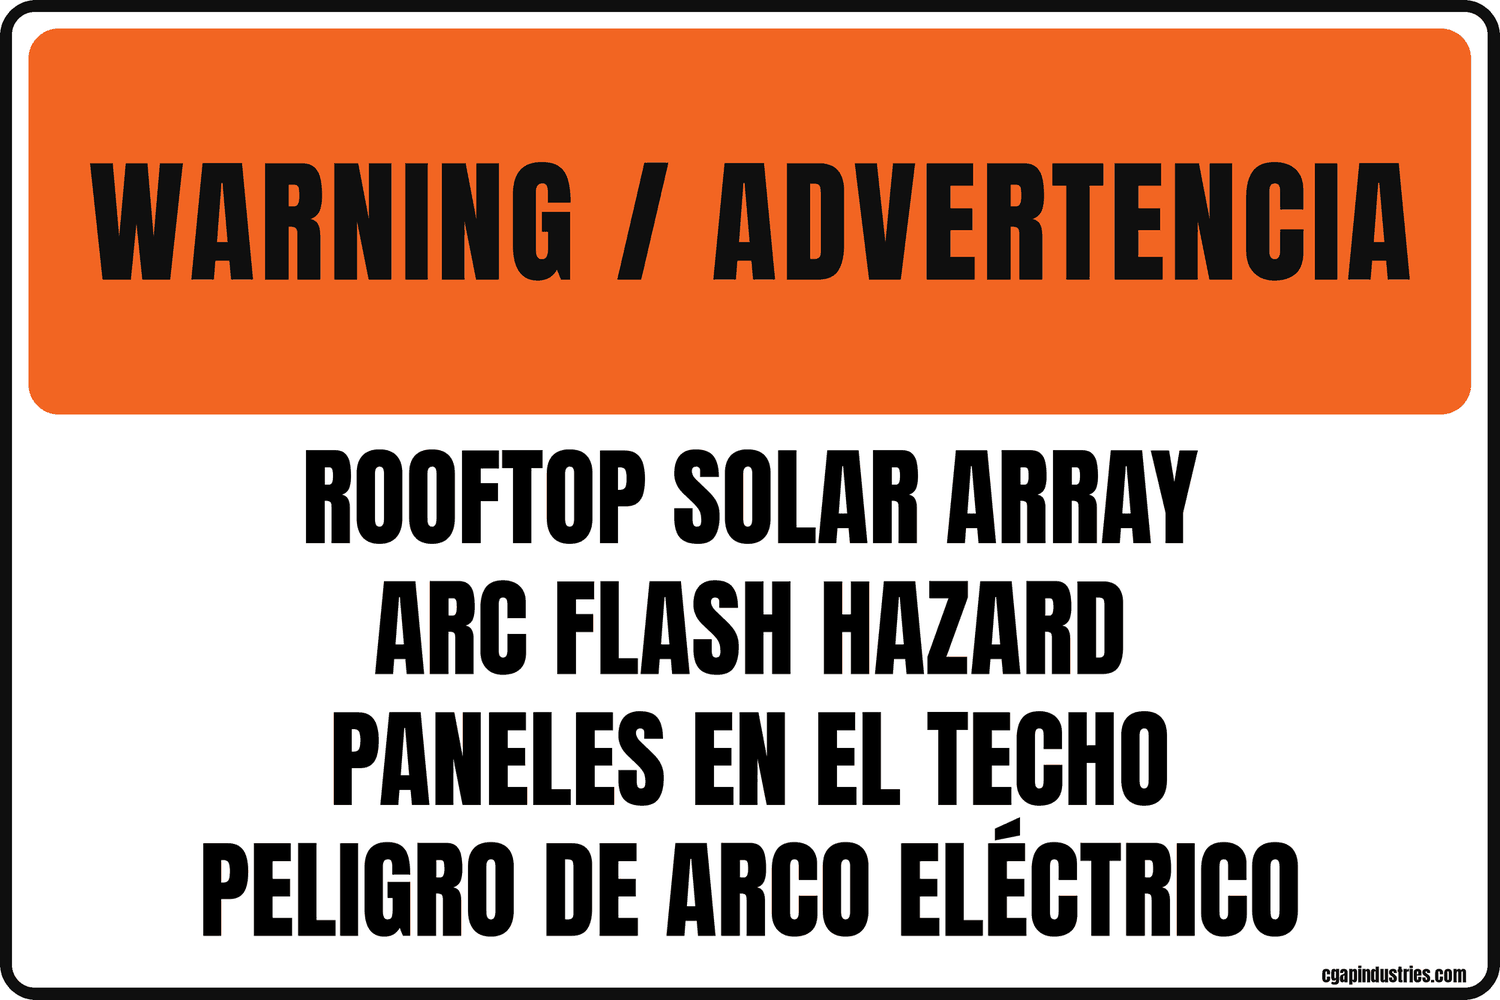 WARNING / ADVERTENCIA
ROOFTOP SOLAR ARRAY
ARC FLASH HAZARD
PANELES EN EL TECHO
PELIGRO DE ARCO ELÉCTRICO
cgapindustries.com